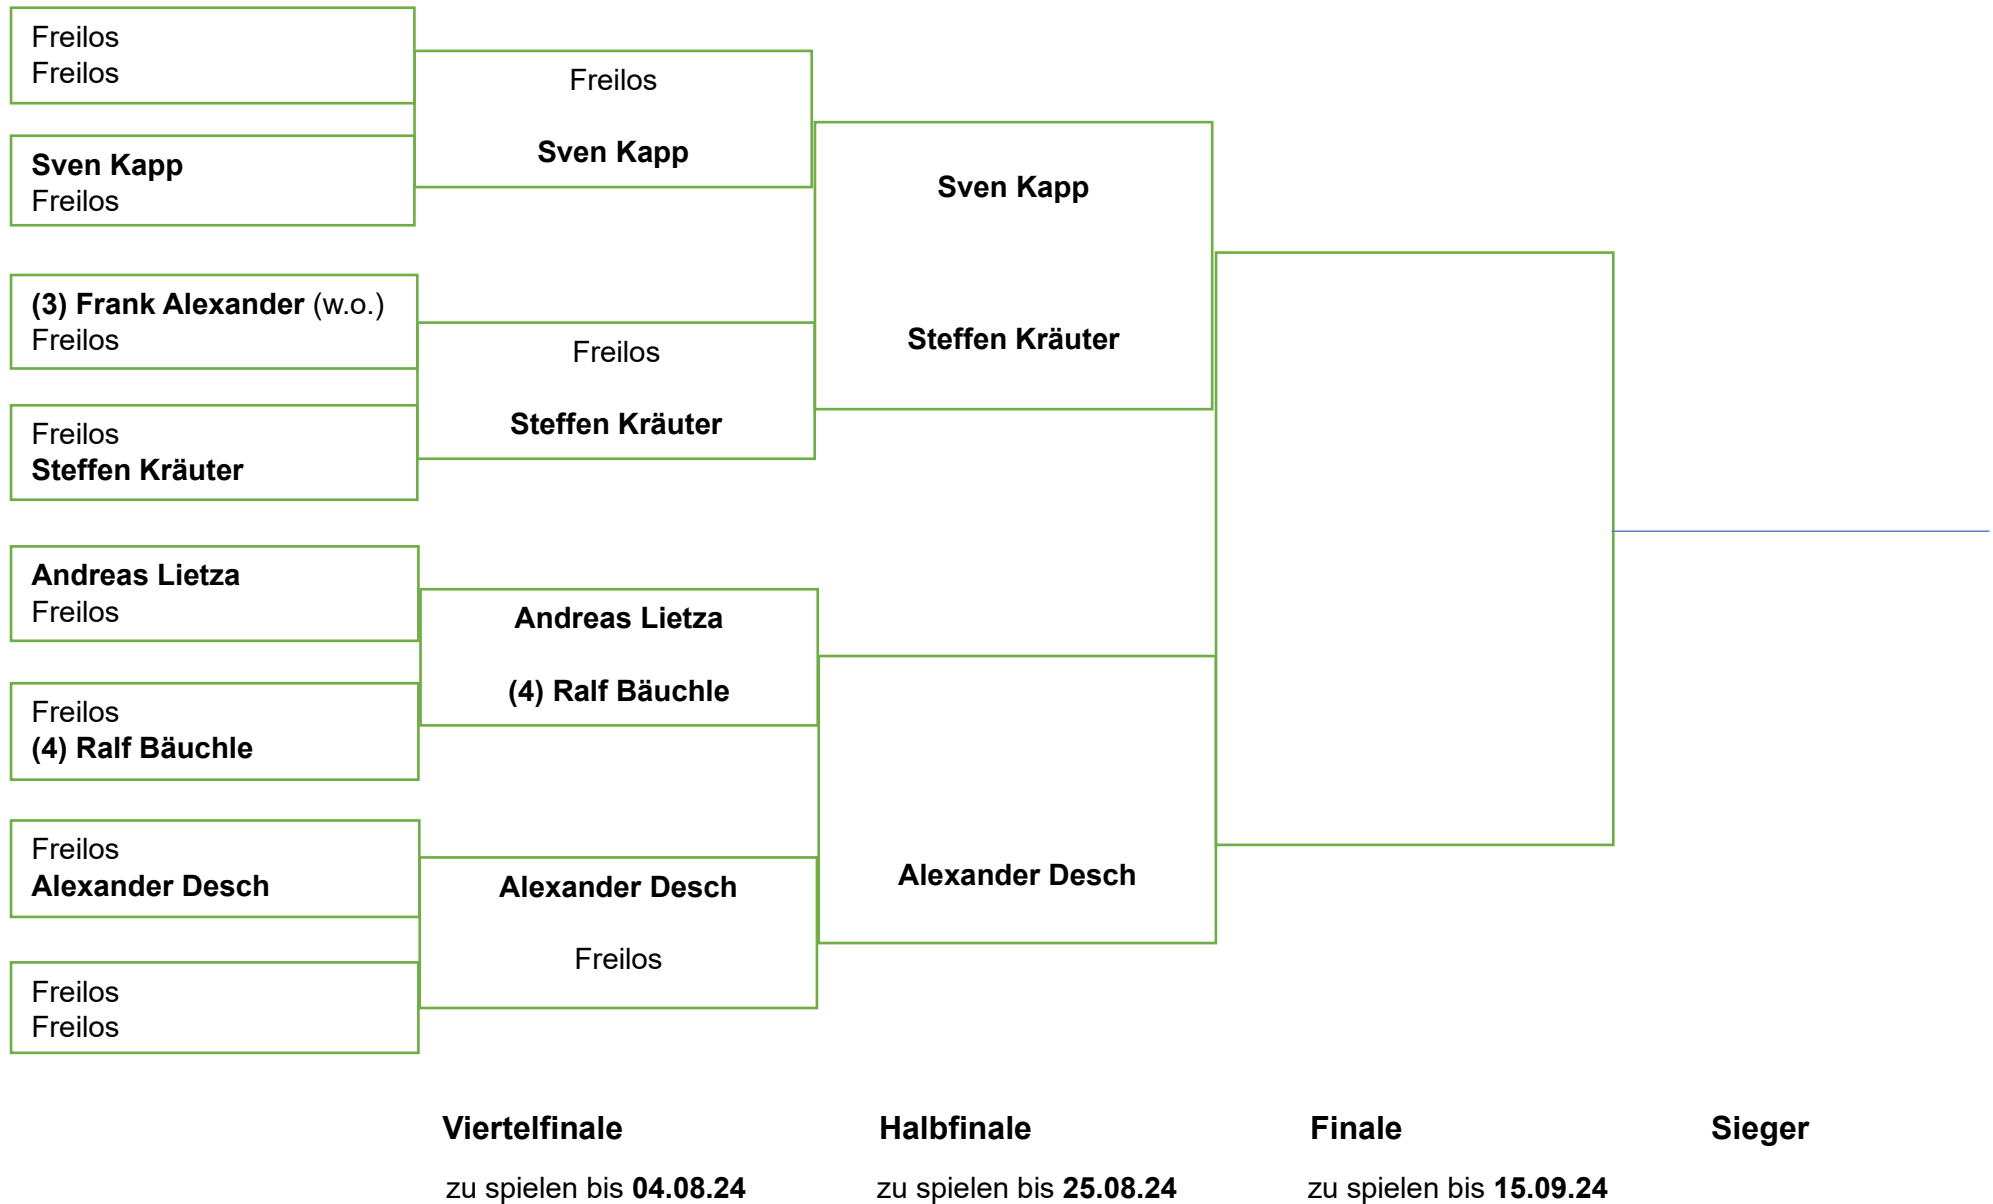 Freilos
Freilos
Sven Kapp
Freilos
(3) Frank Alexander (w.o.)
Freilos
Freilos
Steffen Kräuter
Andreas Lietza
Freilos
Freilos
(4) Ralf Bäuchle
Freilos
Alexander Desch
Freilos
Freilos
Freilos
Sven Kapp
Freilos
Steffen Kräuter
Andreas Lietza
(4) Ralf Bäuchle
Alexander Desch
Freilos
Sven Kapp
Steffen Kräuter
Alexander Desch
Viertelfinale
zu spielen bis 04.08.24
Halbfinale
zu spielen bis 25.08.24
Finale
zu spielen bis 15.09.24
Sieger